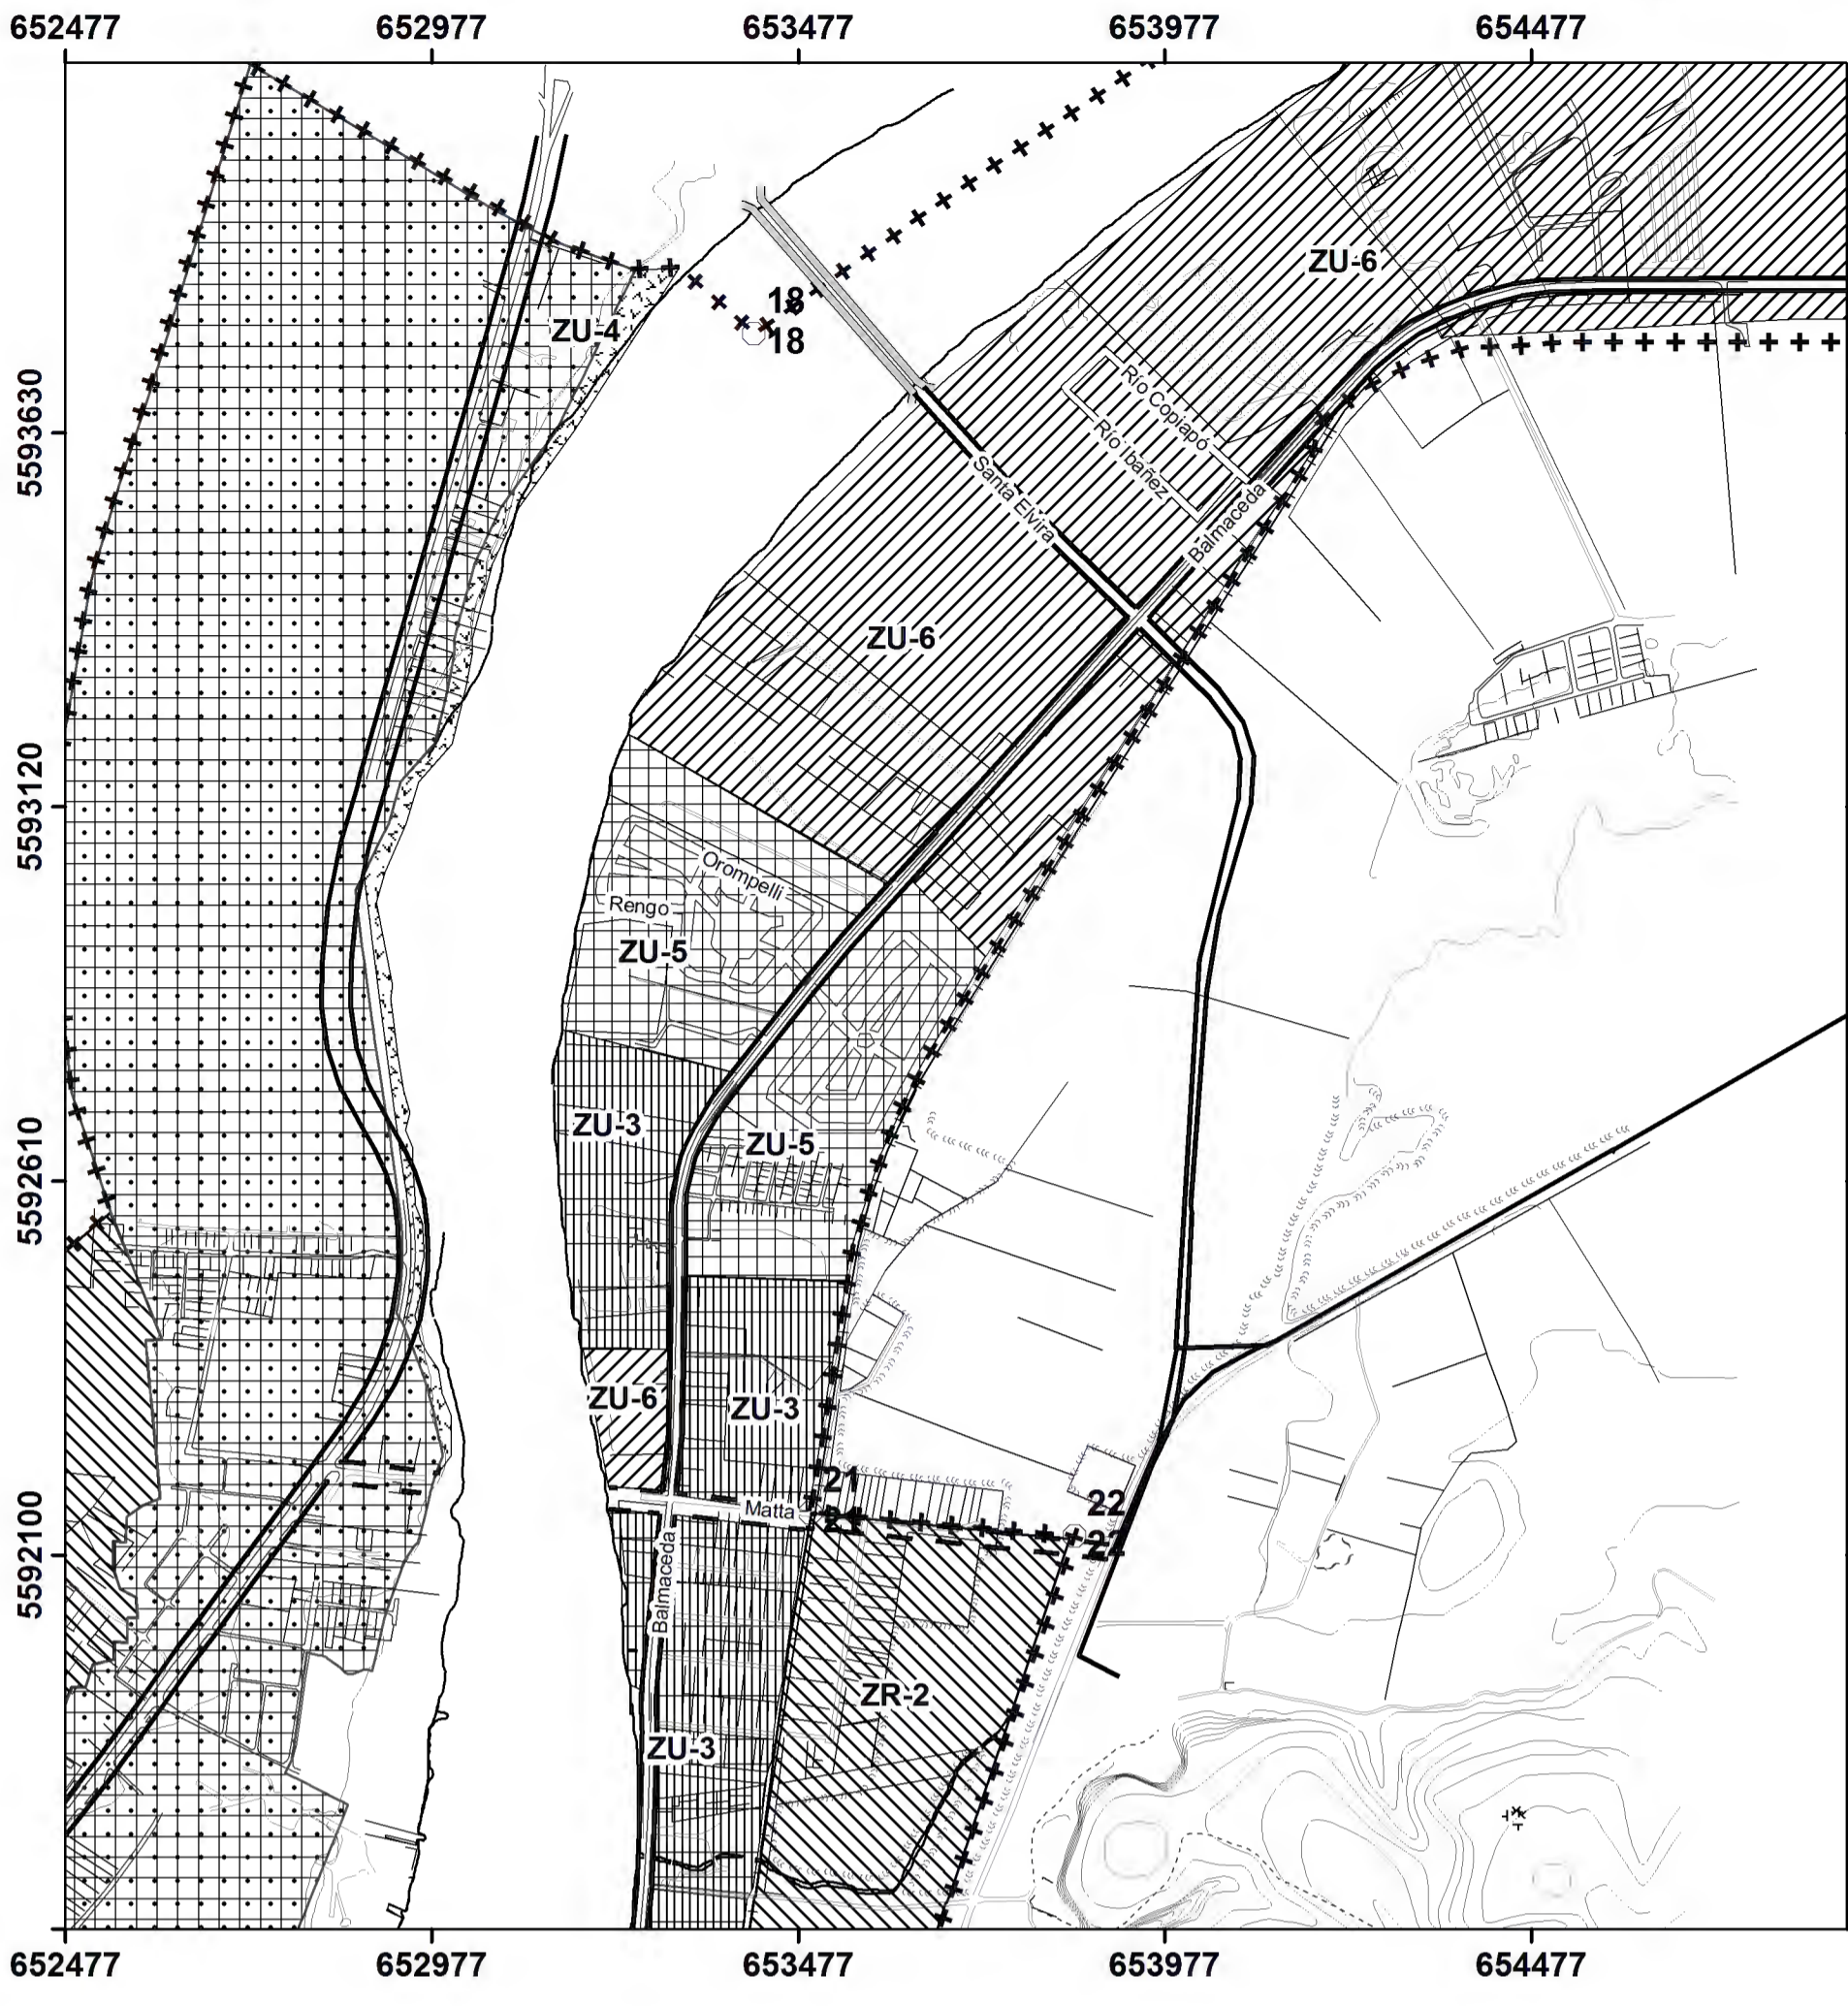 652477 652977 653477 653977 654477
ZU-6
18
18
ZU-4
Río Copiapó
Río Ibañez
5593630
Santa Elvira
Balmaceda
ZU-6
5593120
Orompelli
Rengo
ZU-5
ZU-3
ZU-5
5592610
ZU-6
ZU-3
21
21
Matta
22
22
5592100
Balmaceda
ZR-2
ZU-3
652477 652977 653477 653977 654477